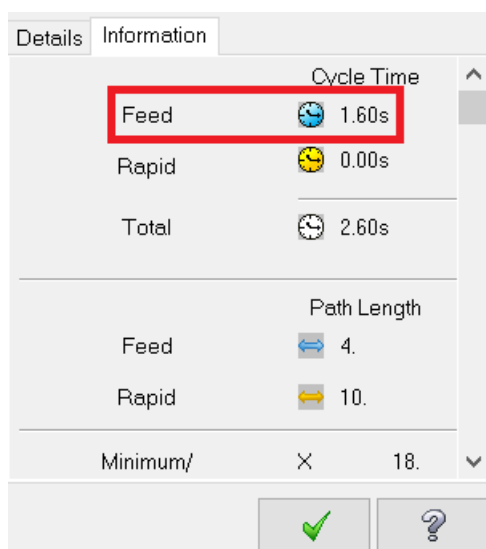 Details Information
Cycle Time
Feed 1.60s
Rapid 0.00s
Total 2.60s
Path Length
Feed 4.
Rapid 10.
Minimum/ X 18.